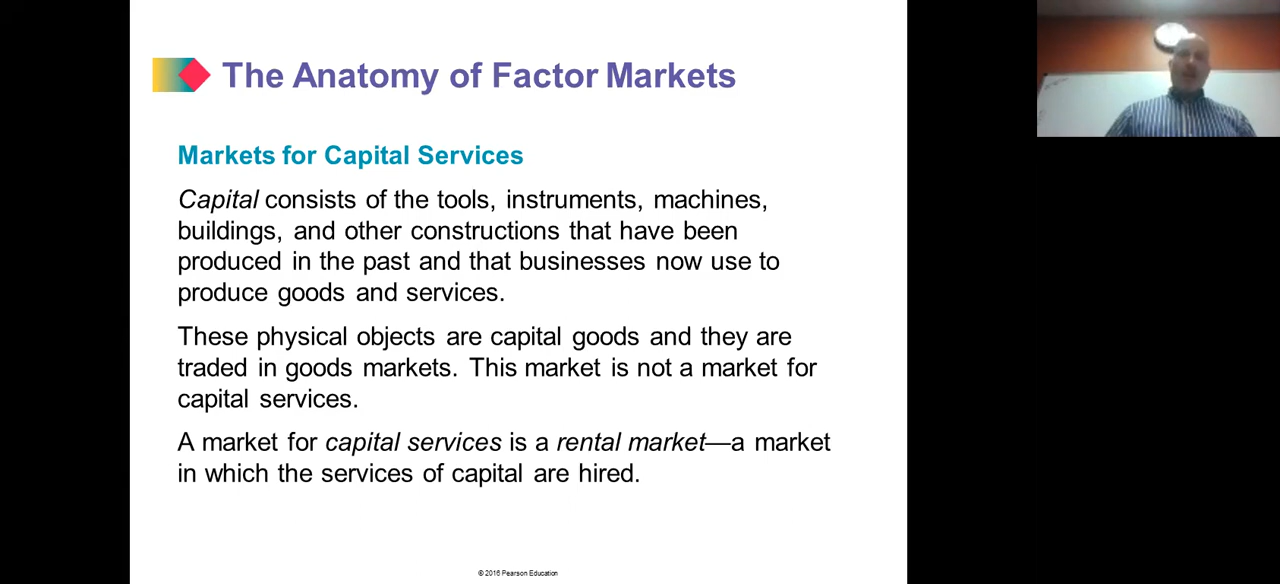 The Anatomy of Factor Markets
Markets for Capital Services
Capital consists of the tools, instruments, machines,
buildings, and other constructions that have been
produced in the past and that businesses now use to
produce goods and services.
These physical objects are capital goods and they are
traded in goods markets. This market is not a market for
capital services.
A market for capital services is a rental market—a market
in which the services of capital are hired.
© 2016 Pearson Education